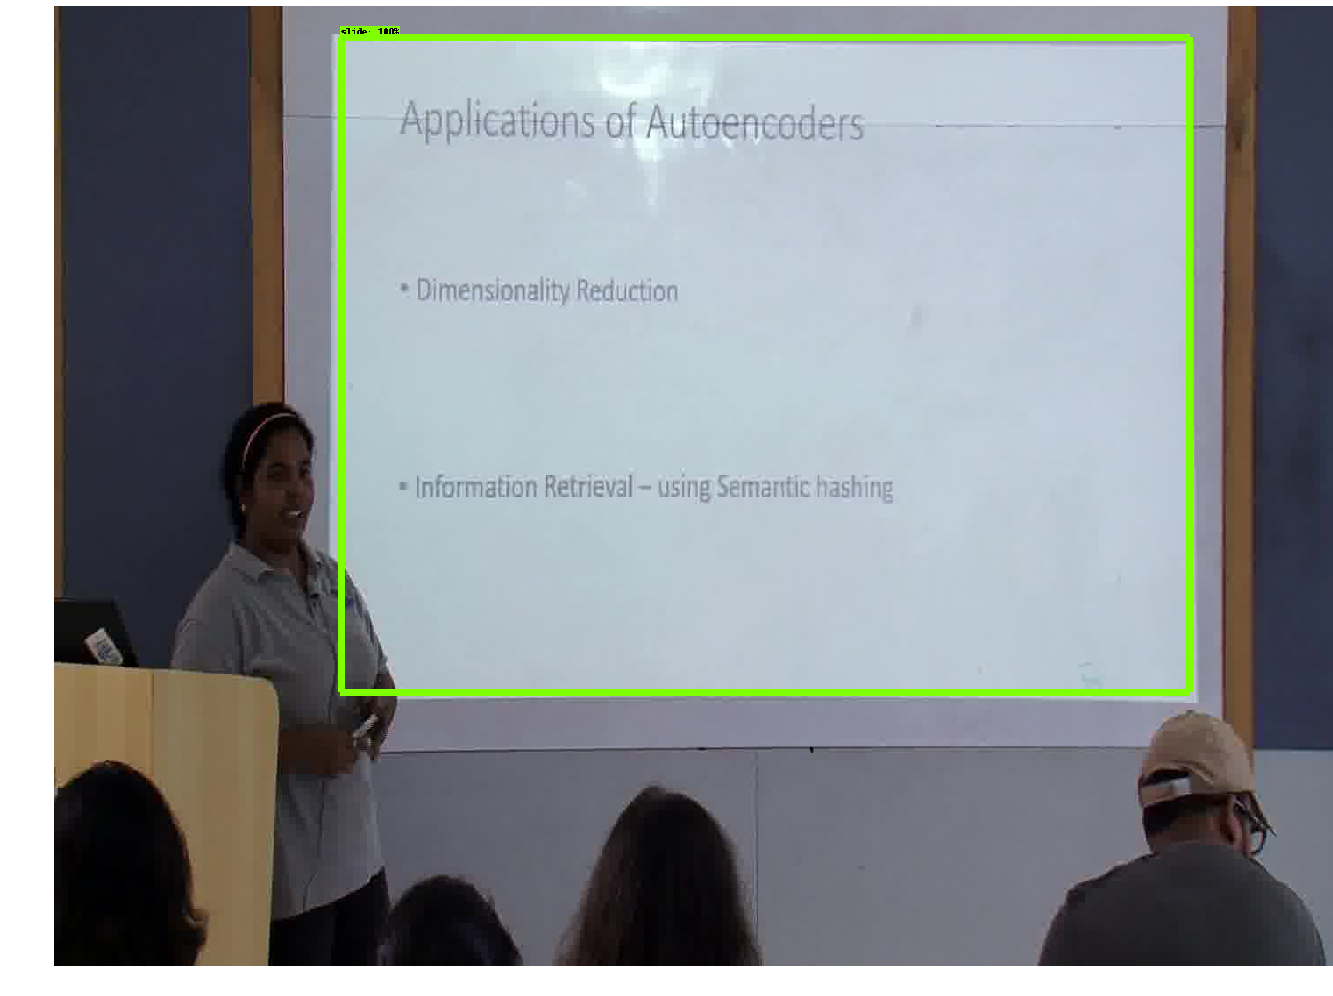 slide: 100%
Applications of Autoencoders
• Dimensionality Reduction
• Information Retrieval – using Semantic hashing